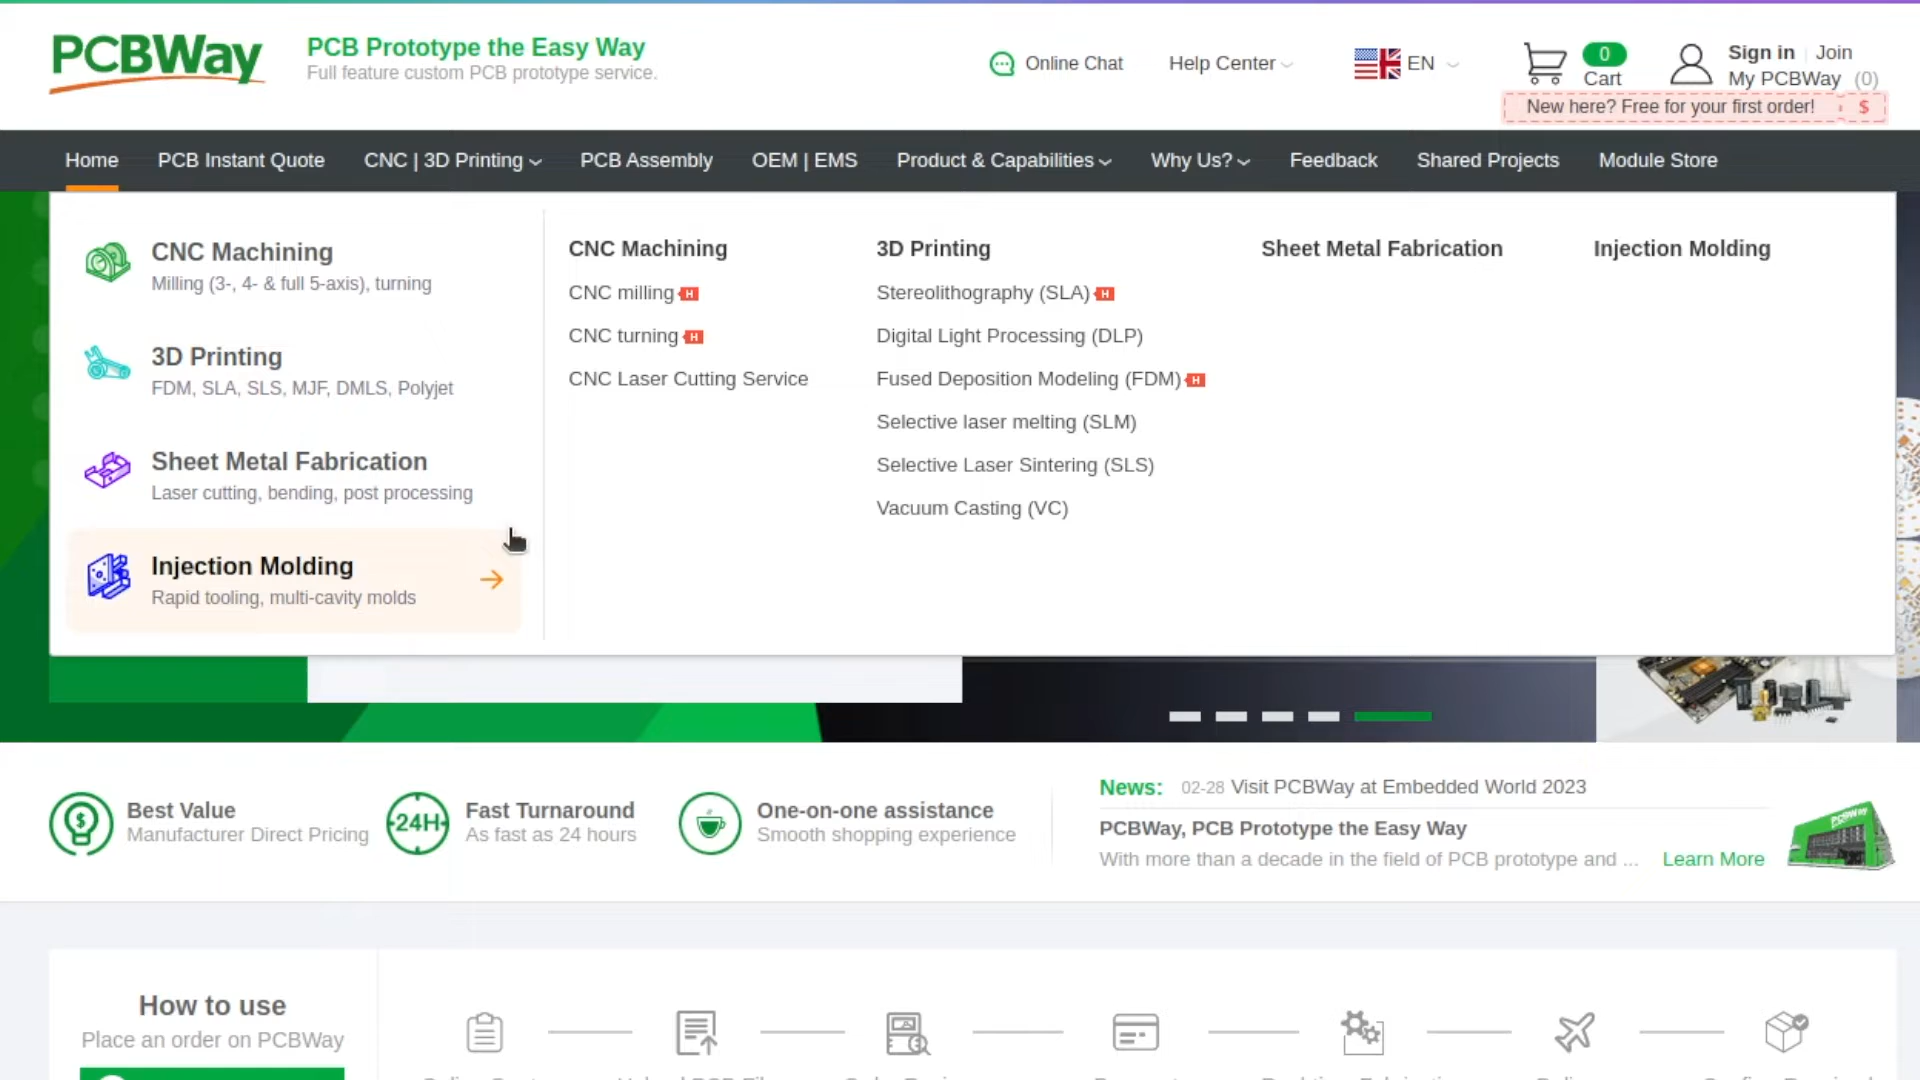 PCBWay
PCB Prototype the Easy Way
Full feature custom PCB prototype service.
Online Chat
Help Center
EN
0
Cart
Sign in Join
My PCBWay (0)
New here? Free for your first order! $
Home PCB Instant Quote CNC | 3D Printing PCB Assembly OEM | EMS Product & Capabilities Why Us? Feedback Shared Projects Module Store
CNC Machining
Milling (3-, 4- & full 5-axis), turning
3D Printing
FDM, SLA, SLS, MJF, DMLS, Polyjet
Sheet Metal Fabrication
Laser cutting, bending, post processing
Injection Molding
Rapid tooling, multi-cavity molds
CNC Machining
CNC milling H
CNC turning H
CNC Laser Cutting Service
3D Printing
Stereolithography (SLA) H
Digital Light Processing (DLP)
Fused Deposition Modeling (FDM) H
Selective laser melting (SLM)
Selective Laser Sintering (SLS)
Vacuum Casting (VC)
Sheet Metal Fabrication
Injection Molding
$
Best Value
Manufacturer Direct Pricing
24H
Fast Turnaround
As fast as 24 hours
One-on-one assistance
Smooth shopping experience
News: 02-28 Visit PCBWay at Embedded World 2023
PCBWay, PCB Prototype the Easy Way
With more than a decade in the field of PCB prototype and ... Learn More
PCBWay
How to use
Place an order on PCBWay